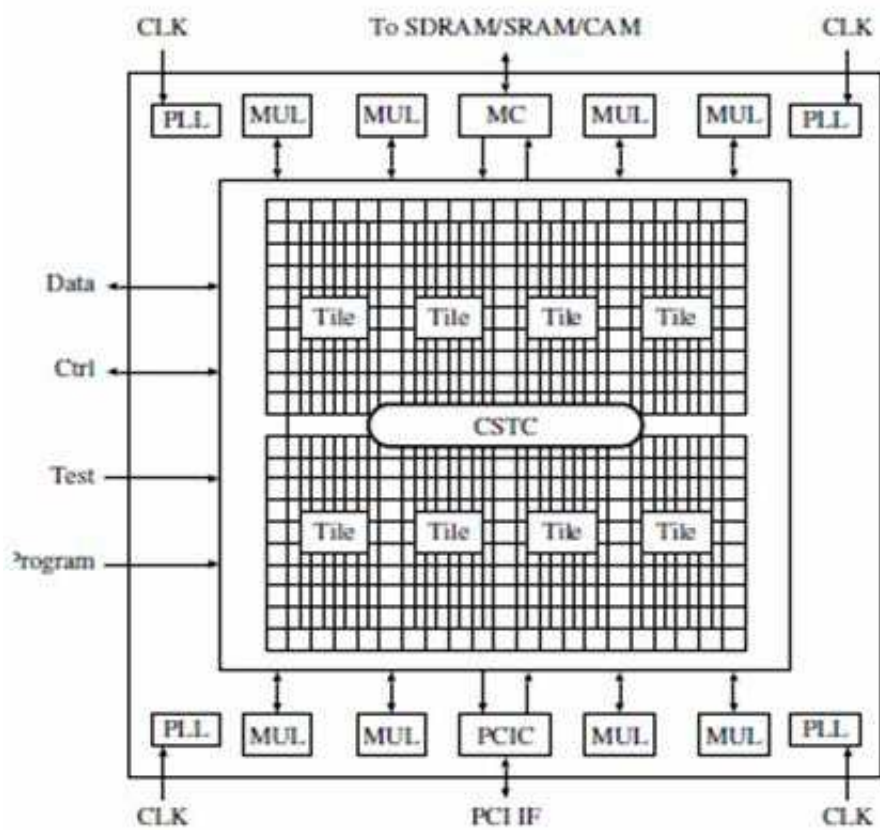 CLK To SDRAM/SRAM/CAM CLK
PLL MUL MUL MC MUL MUL PLL
Data
Tile Tile Tile Tile
Ctrl
CSTC
Test
Tile Tile Tile Tile
Program
PLL MUL MUL PCIC MUL MUL PLL
CLK PCI IF CLK